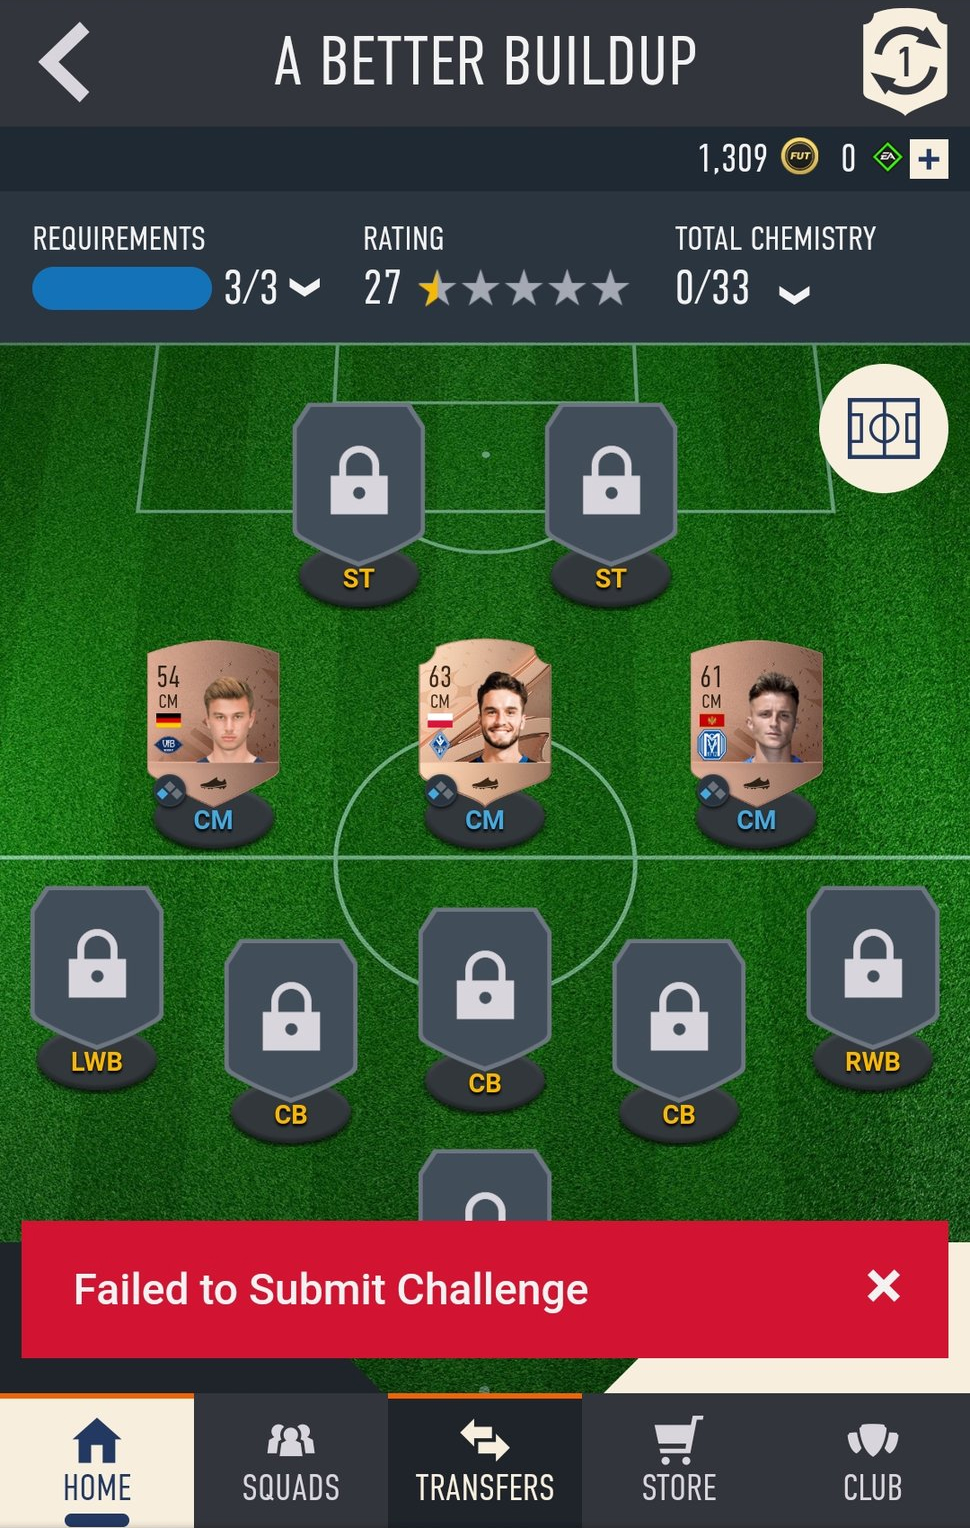 A BETTER BUILDUP
1
1,309 FUT 0 EA +
REQUIREMENTS RATING TOTAL CHEMISTRY
3/3 27 0/33
ST ST
54 63 61
CM CM CM
CM CM CM
LWB RWB
CB CB CB
Failed to Submit Challenge ×
HOME SQUADS TRANSFERS STORE CLUB